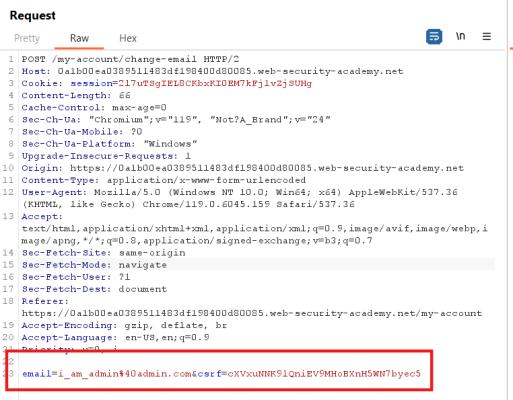 Request
Pretty Raw Hex \n
1 POST /my-account/change-email HTTP/2
2 Host: 0a1b00ea0389511483df198400d80085.web-security-academy.net
3 Cookie: session=2l7uTSgIEL8CKbxKI0EM7kFjlvZjSUHg
4 Content-Length: 66
5 Cache-Control: max-age=0
6 Sec-Ch-Ua: "Chromium";v="119", "Not?A_Brand";v="24"
7 Sec-Ch-Ua-Mobile: ?0
8 Sec-Ch-Ua-Platform: "Windows"
9 Upgrade-Insecure-Requests: 1
10 Origin: https://0a1b00ea0389511483df198400d80085.web-security-academy.net
11 Content-Type: application/x-www-form-urlencoded
12 User-Agent: Mozilla/5.0 (Windows NT 10.0; Win64; x64) AppleWebKit/537.36
(KHTML, like Gecko) Chrome/119.0.6045.159 Safari/537.36
13 Accept:
text/html,application/xhtml+xml,application/xml;q=0.9,image/avif,image/webp,i
mage/apng,*/*;q=0.8,application/signed-exchange;v=b3;q=0.7
14 Sec-Fetch-Site: same-origin
15 Sec-Fetch-Mode: navigate
16 Sec-Fetch-User: ?1
17 Sec-Fetch-Dest: document
18 Referer:
https://0a1b00ea0389511483df198400d80085.web-security-academy.net/my-account
19 Accept-Encoding: gzip, deflate, br
20 Accept-Language: en-US,en;q=0.9
21 Priority: u=0, i
22
23 email=i_am_admin%40admin.com&csrf=cXVxuNNK9lQniEV9MHoBXnH5WN7byec5